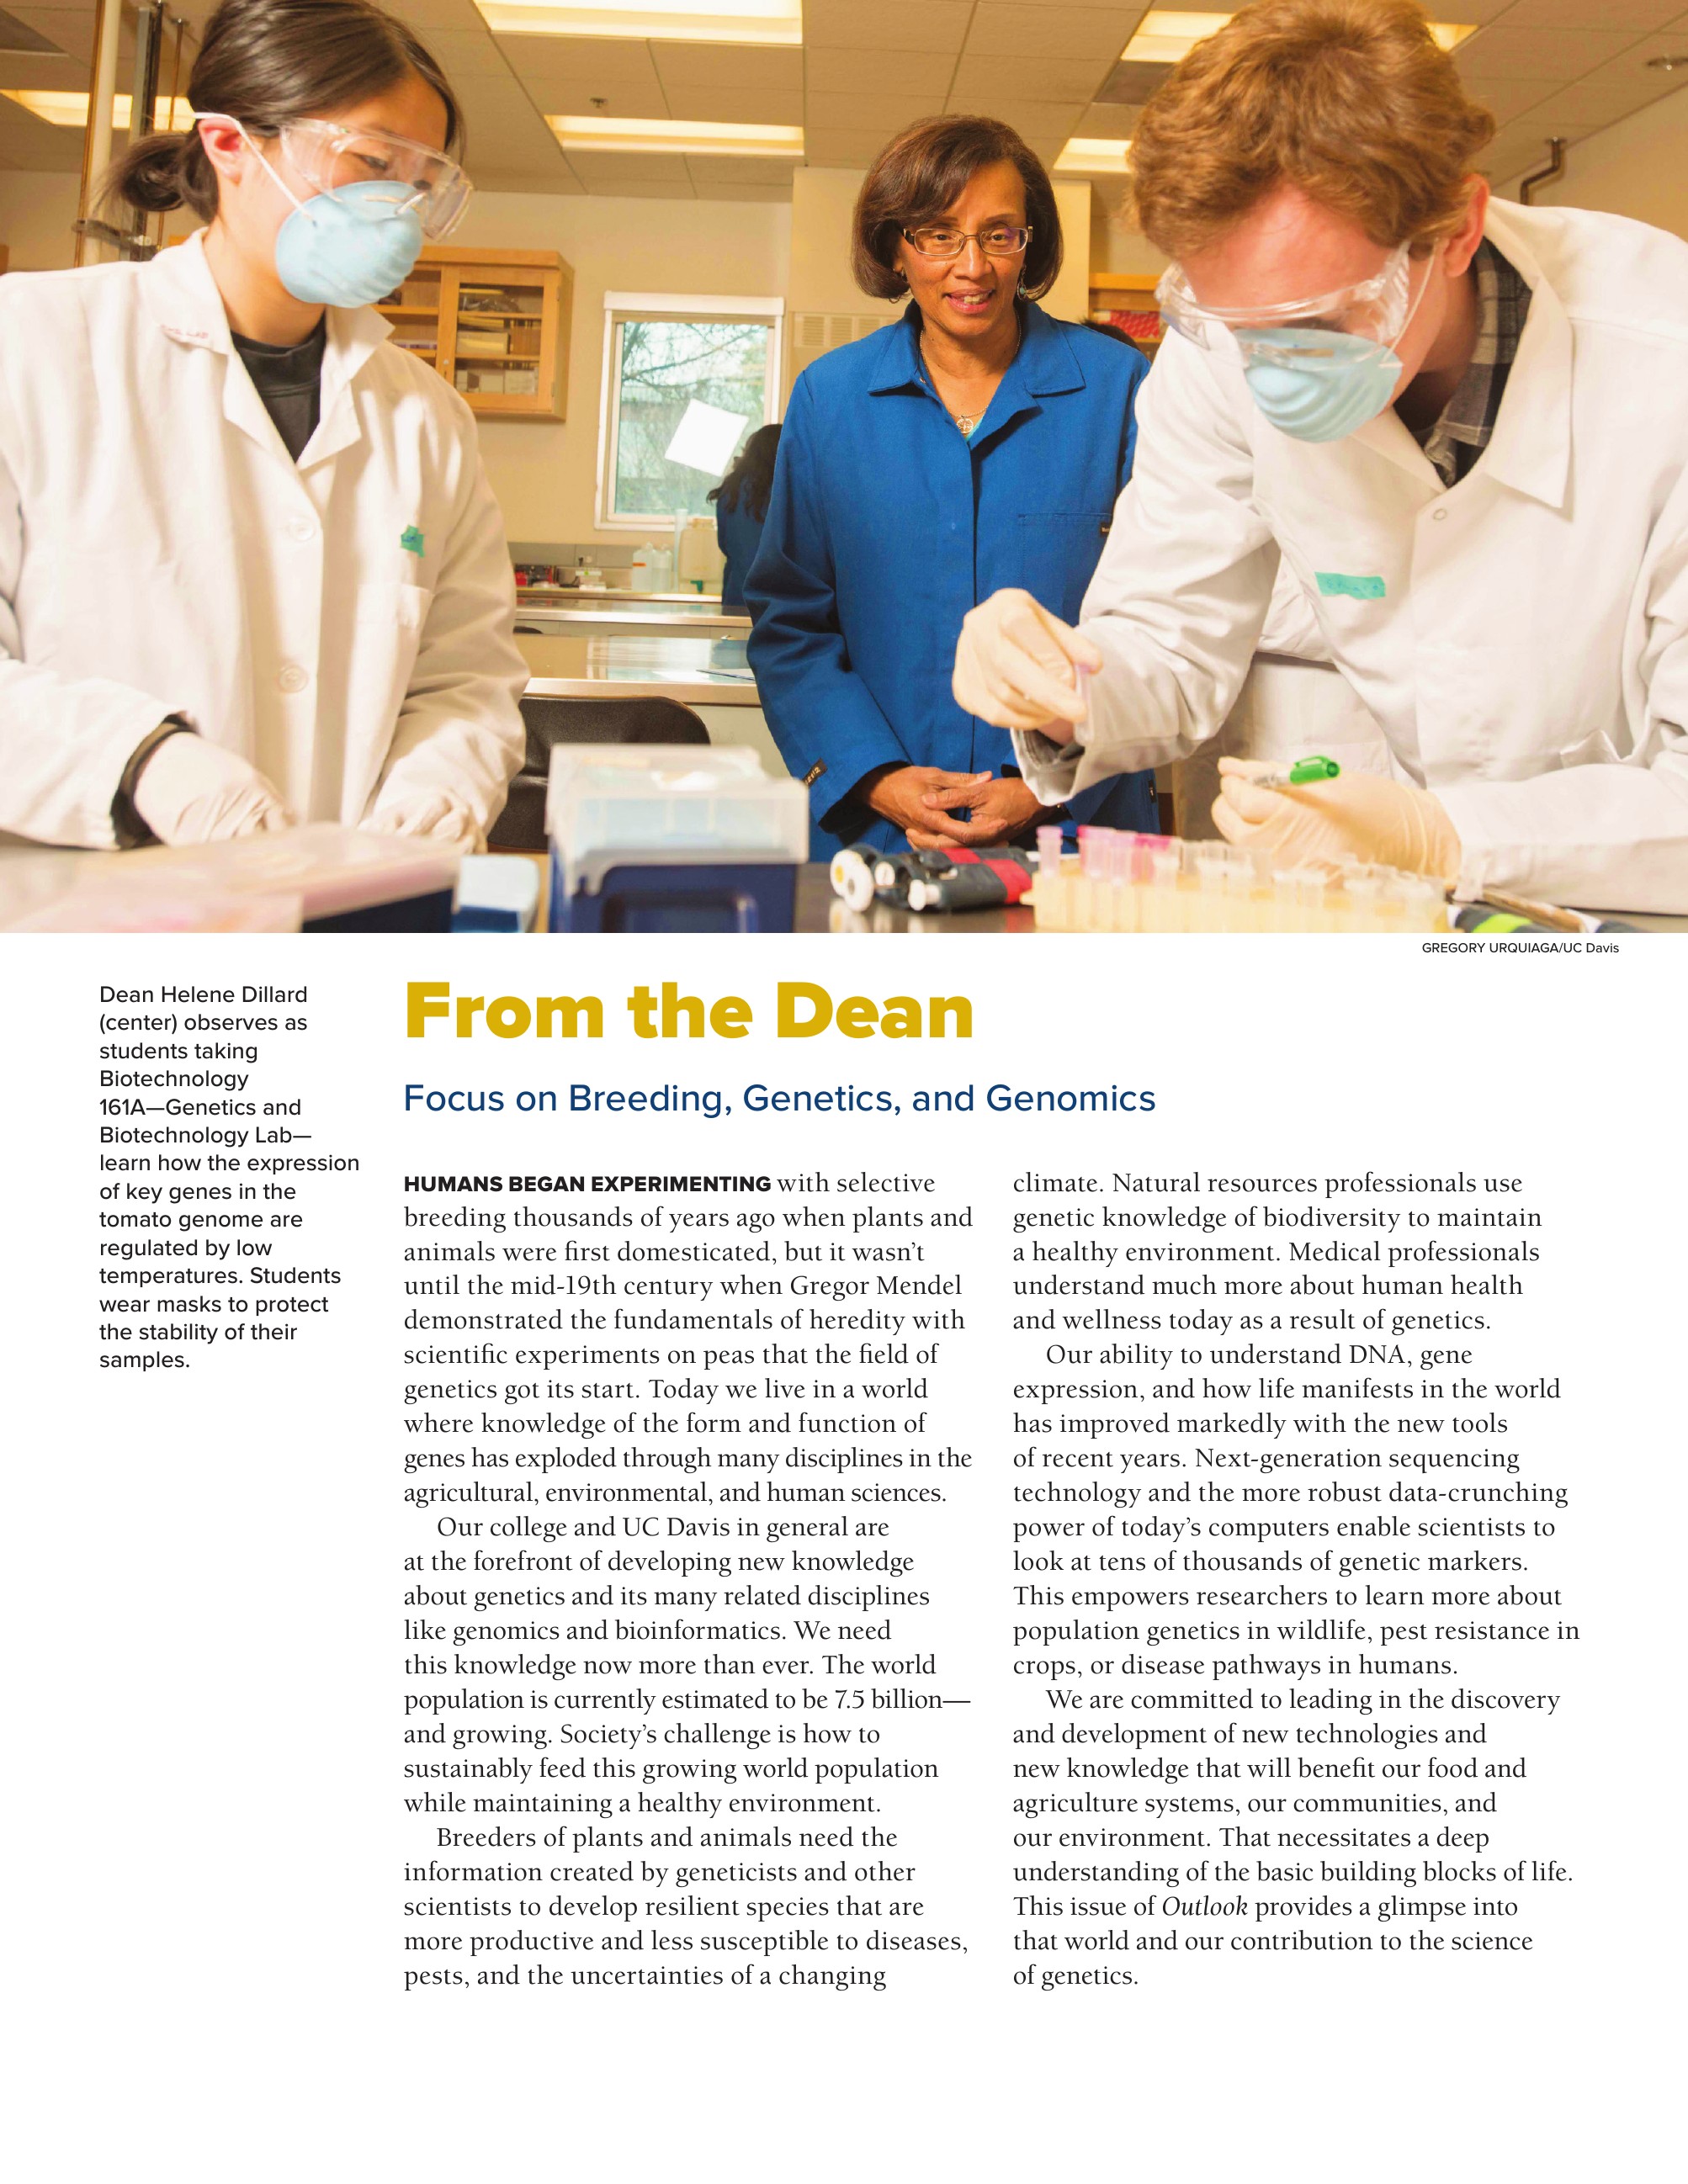 GREGORY URQUIAGA/UC Davis
Dean Helene Dillard
(center) observes as
students taking
Biotechnology
161A—Genetics and
Biotechnology Lab—
learn how the expression
of key genes in the
tomato genome are
regulated by low
temperatures. Students
wear masks to protect
the stability of their
samples.
From the Dean
Focus on Breeding, Genetics, and Genomics
HUMANS BEGAN EXPERIMENTING with selective
breeding thousands of years ago when plants and
animals were first domesticated, but it wasn’t
until the mid-19th century when Gregor Mendel
demonstrated the fundamentals of heredity with
scientific experiments on peas that the field of
genetics got its start. Today we live in a world
where knowledge of the form and function of
genes has exploded through many disciplines in the
agricultural, environmental, and human sciences.
Our college and UC Davis in general are
at the forefront of developing new knowledge
about genetics and its many related disciplines
like genomics and bioinformatics. We need
this knowledge now more than ever. The world
population is currently estimated to be 7.5 billion—
and growing. Society’s challenge is how to
sustainably feed this growing world population
while maintaining a healthy environment.
Breeders of plants and animals need the
information created by geneticists and other
scientists to develop resilient species that are
more productive and less susceptible to diseases,
pests, and the uncertainties of a changing
climate. Natural resources professionals use
genetic knowledge of biodiversity to maintain
a healthy environment. Medical professionals
understand much more about human health
and wellness today as a result of genetics.
Our ability to understand DNA, gene
expression, and how life manifests in the world
has improved markedly with the new tools
of recent years. Next-generation sequencing
technology and the more robust data-crunching
power of today’s computers enable scientists to
look at tens of thousands of genetic markers.
This empowers researchers to learn more about
population genetics in wildlife, pest resistance in
crops, or disease pathways in humans.
We are committed to leading in the discovery
and development of new technologies and
new knowledge that will benefit our food and
agriculture systems, our communities, and
our environment. That necessitates a deep
understanding of the basic building blocks of life.
This issue of Outlook provides a glimpse into
that world and our contribution to the science
of genetics.